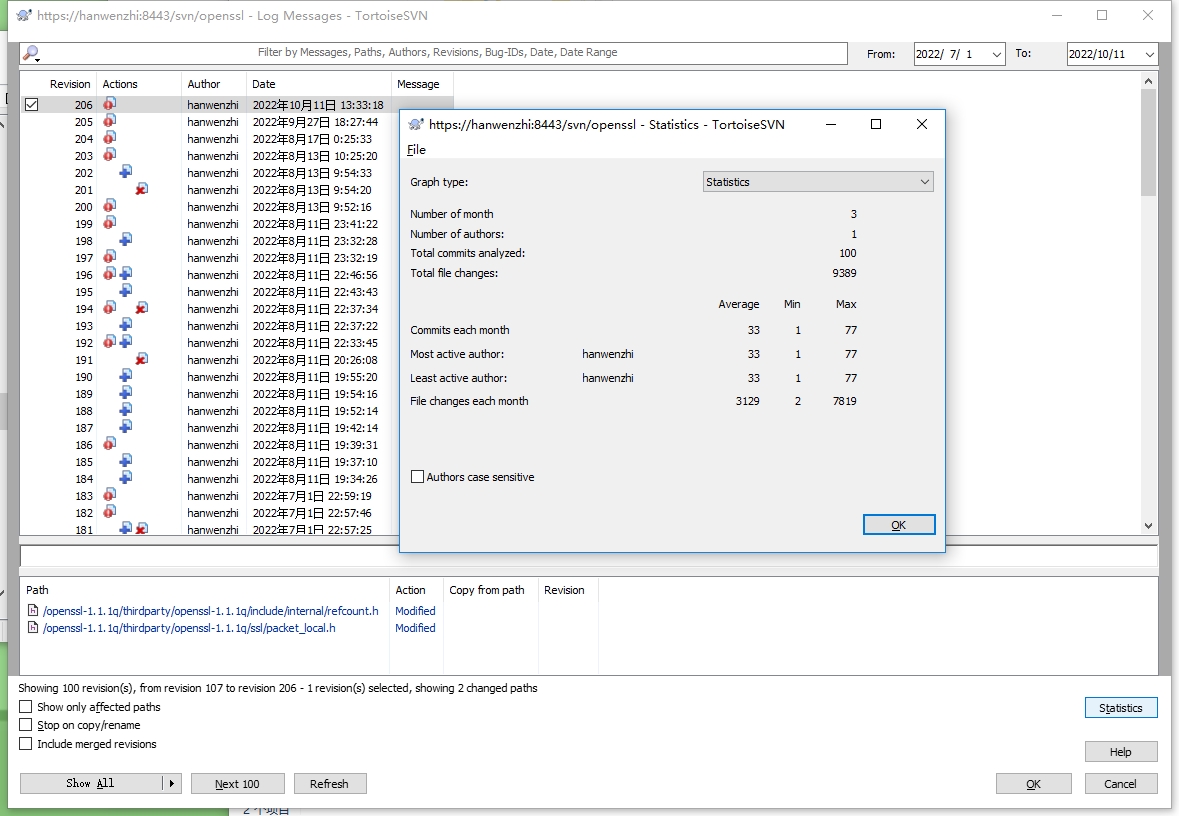 https://hanwenzhi:8443/svn/openssl - Log Messages - TortoiseSVN
Filter by Messages, Paths, Authors, Revisions, Bug-IDs, Date, Date Range
From: 2022/ 7/ 1 To: 2022/10/11
Revision Actions Author Date Message
206 hanwenzhi 2022年10月11日 13:33:18
205 hanwenzhi 2022年9月27日 18:27:44
204 hanwenzhi 2022年8月17日 0:25:33
203 hanwenzhi 2022年8月13日 10:25:20
202 hanwenzhi 2022年8月13日 9:54:33
201 hanwenzhi 2022年8月13日 9:54:20
200 hanwenzhi 2022年8月13日 9:52:16
199 hanwenzhi 2022年8月11日 23:41:22
198 hanwenzhi 2022年8月11日 23:32:28
197 hanwenzhi 2022年8月11日 23:32:19
196 hanwenzhi 2022年8月11日 22:46:56
195 hanwenzhi 2022年8月11日 22:43:43
194 hanwenzhi 2022年8月11日 22:37:34
193 hanwenzhi 2022年8月11日 22:37:22
192 hanwenzhi 2022年8月11日 22:33:45
191 hanwenzhi 2022年8月11日 20:26:08
190 hanwenzhi 2022年8月11日 19:55:20
189 hanwenzhi 2022年8月11日 19:54:16
188 hanwenzhi 2022年8月11日 19:52:14
187 hanwenzhi 2022年8月11日 19:42:14
186 hanwenzhi 2022年8月11日 19:39:31
185 hanwenzhi 2022年8月11日 19:37:10
184 hanwenzhi 2022年8月11日 19:34:26
183 hanwenzhi 2022年7月1日 22:59:19
182 hanwenzhi 2022年7月1日 22:57:46
181 hanwenzhi 2022年7月1日 22:57:25
https://hanwenzhi:8443/svn/openssl - Statistics - TortoiseSVN
File
Graph type: Statistics
Number of month 3
Number of authors: 1
Total commits analyzed: 100
Total file changes: 9389
Average Min Max
Commits each month 33 1 77
Most active author: hanwenzhi 33 1 77
Least active author: hanwenzhi 33 1 77
File changes each month 3129 2 7819
Authors case sensitive
OK
Path Action Copy from path Revision
/openssl-1.1.1q/thirdparty/openssl-1.1.1q/include/internal/refcount.h Modified
/openssl-1.1.1q/thirdparty/openssl-1.1.1q/ssl/packet_local.h Modified
Showing 100 revision(s), from revision 107 to revision 206 - 1 revision(s) selected, showing 2 changed paths
Show only affected paths
Stop on copy/rename
Include merged revisions
Statistics
Help
Show All Next 100 Refresh OK Cancel
2 个项目